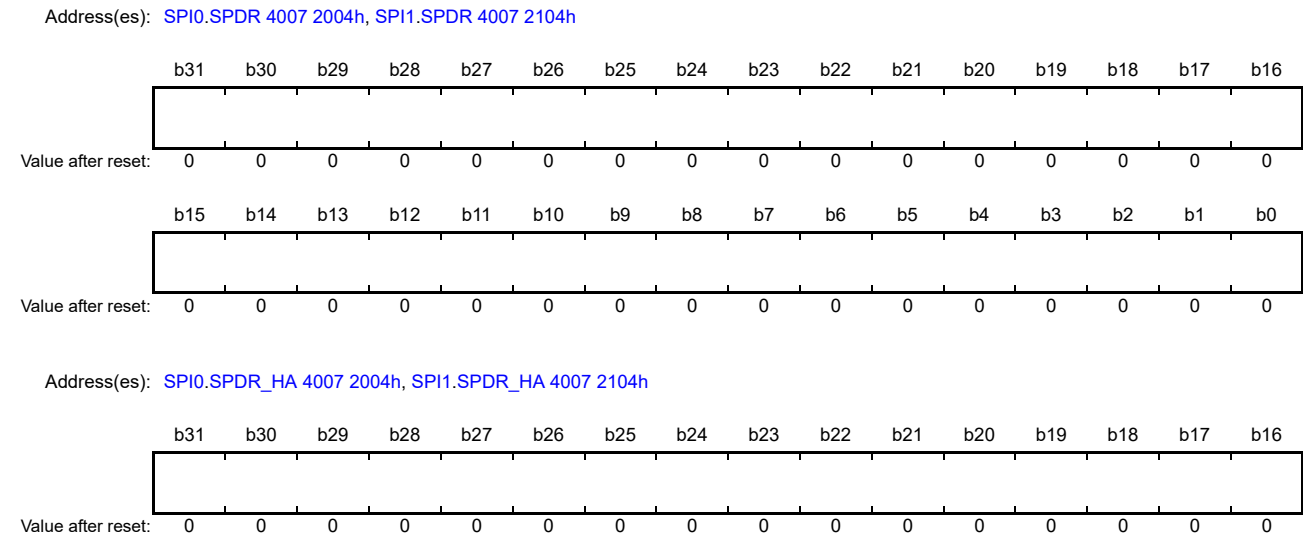 Address(es): SPI0.SPDR 4007 2004h, SPI1.SPDR 4007 2104h
b31 b30 b29 b28 b27 b26 b25 b24 b23 b22 b21 b20 b19 b18 b17 b16
Value after reset: 0 0 0 0 0 0 0 0 0 0 0 0 0 0 0 0
b15 b14 b13 b12 b11 b10 b9 b8 b7 b6 b5 b4 b3 b2 b1 b0
Value after reset: 0 0 0 0 0 0 0 0 0 0 0 0 0 0 0 0
Address(es): SPI0.SPDR_HA 4007 2004h, SPI1.SPDR_HA 4007 2104h
b31 b30 b29 b28 b27 b26 b25 b24 b23 b22 b21 b20 b19 b18 b17 b16
Value after reset: 0 0 0 0 0 0 0 0 0 0 0 0 0 0 0 0